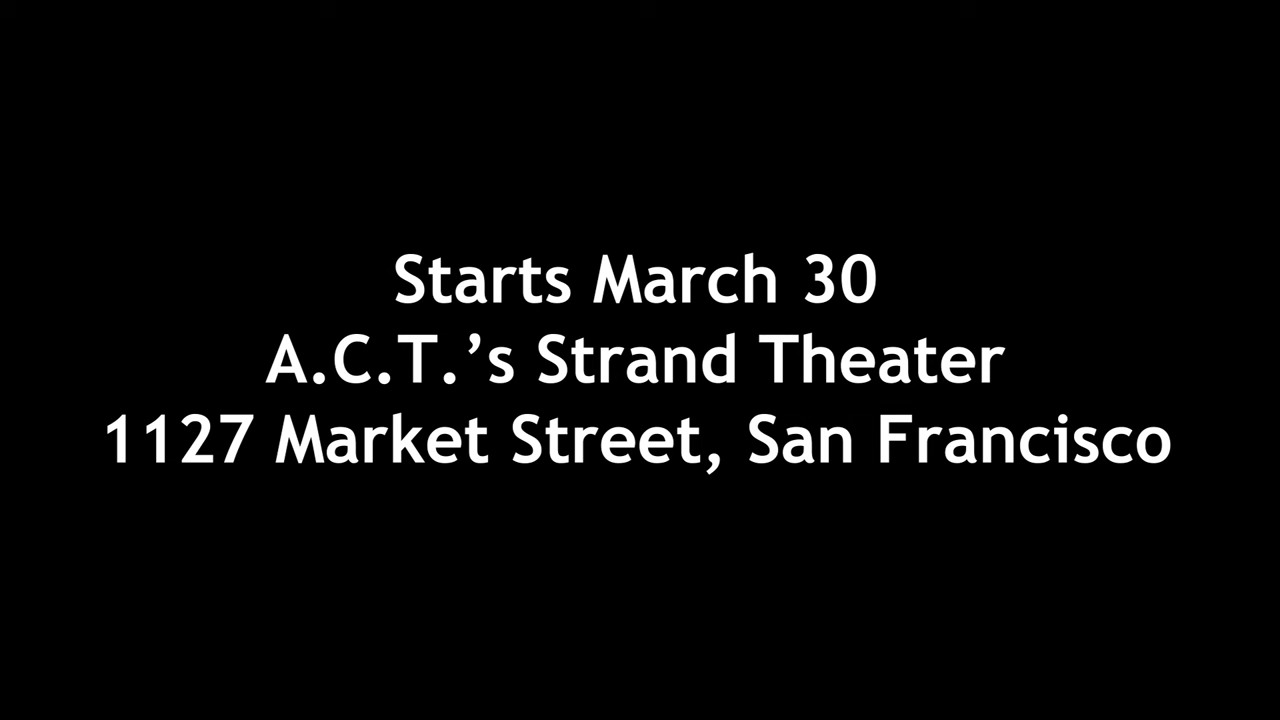 Starts March 30
A.C.T.’s Strand Theater
1127 Market Street, San Francisco